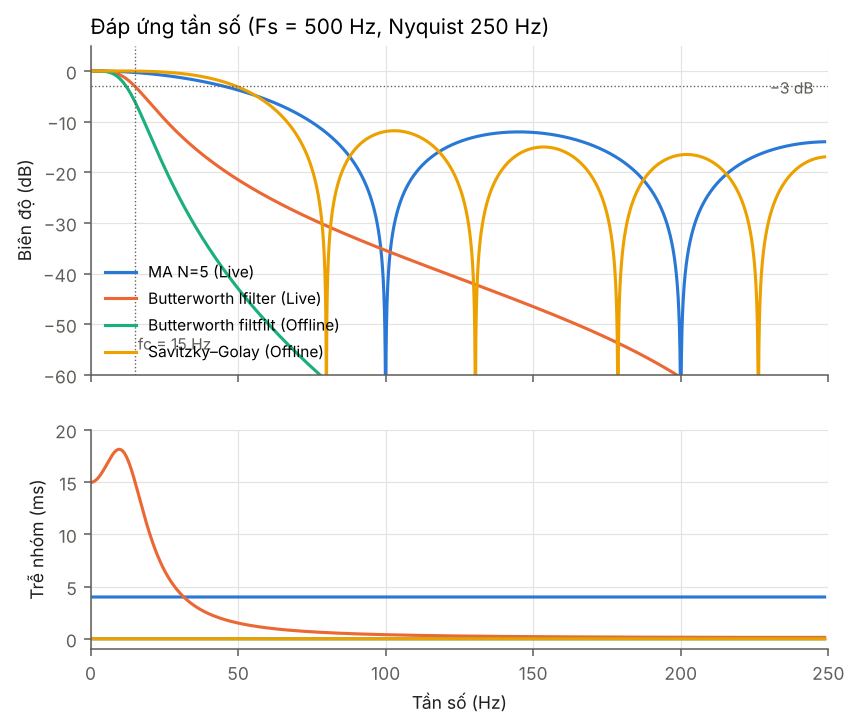 Đáp ứng tần số (Fs = 500 Hz, Nyquist 250 Hz)
Biên độ (dB)
0
−10
−20
−30
−40
−50
−60
−3 dB
MA N=5 (Live)
Butterworth lfilter (Live)
Butterworth filtfilt (Offline)
Savitzky–Golay (Offline)
fc = 15 Hz
Trễ nhóm (ms)
20
15
10
5
0
0 50 100 150 200 250
Tần số (Hz)